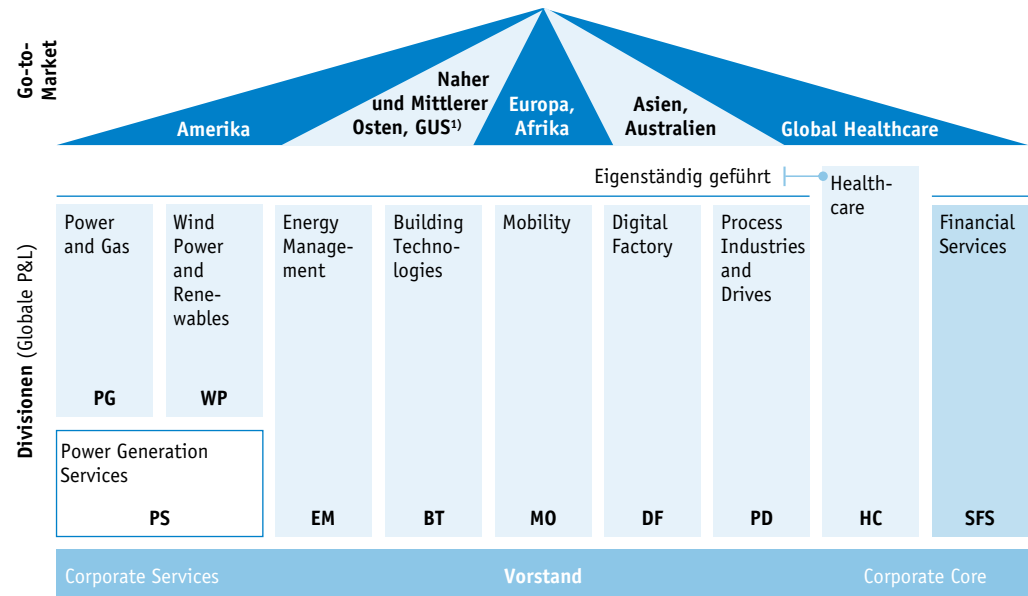 Go-to-
Market
Amerika
Naher
und Mittlerer
Osten, GUS¹⁾
Europa,
Afrika
Asien,
Australien
Global Healthcare
Eigenständig geführt
Divisionen (Globale P&L)
Power
and Gas
PG
Wind
Power
and
Rene-
wables
WP
Power Generation
Services
PS
Energy
Manage-
ment
EM
Building
Techno-
logies
BT
Mobility
MO
Digital
Factory
DF
Process
Industries
and
Drives
PD
Health-
care
HC
Financial
Services
SFS
Corporate Services
Vorstand
Corporate Core